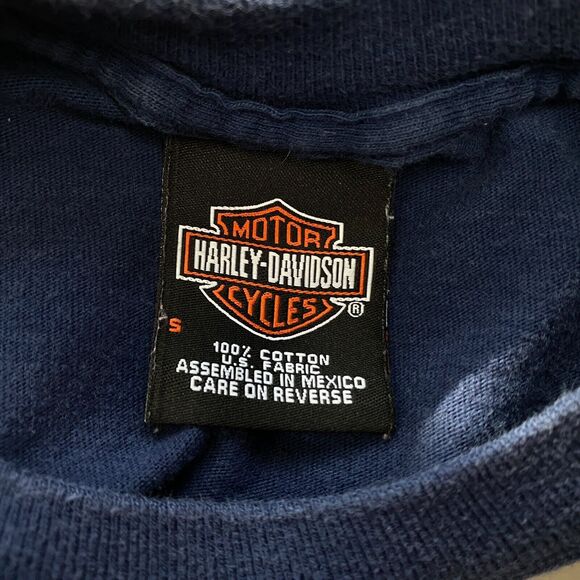 MOTOR
HARLEY-DAVIDSON
CYCLES
®
S
100% COTTON
U.S. FABRIC
ASSEMBLED IN MEXICO
CARE ON REVERSE